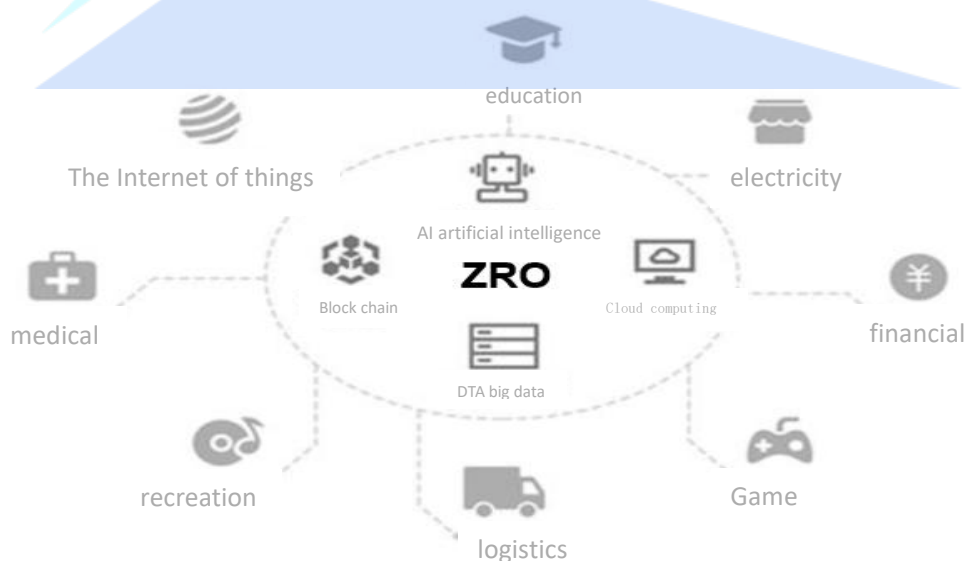 education
The Internet of things
electricity
AI artificial intelligence
ZRO
Block chain
Cloud computing
medical
financial
DTA big data
recreation
Game
logistics